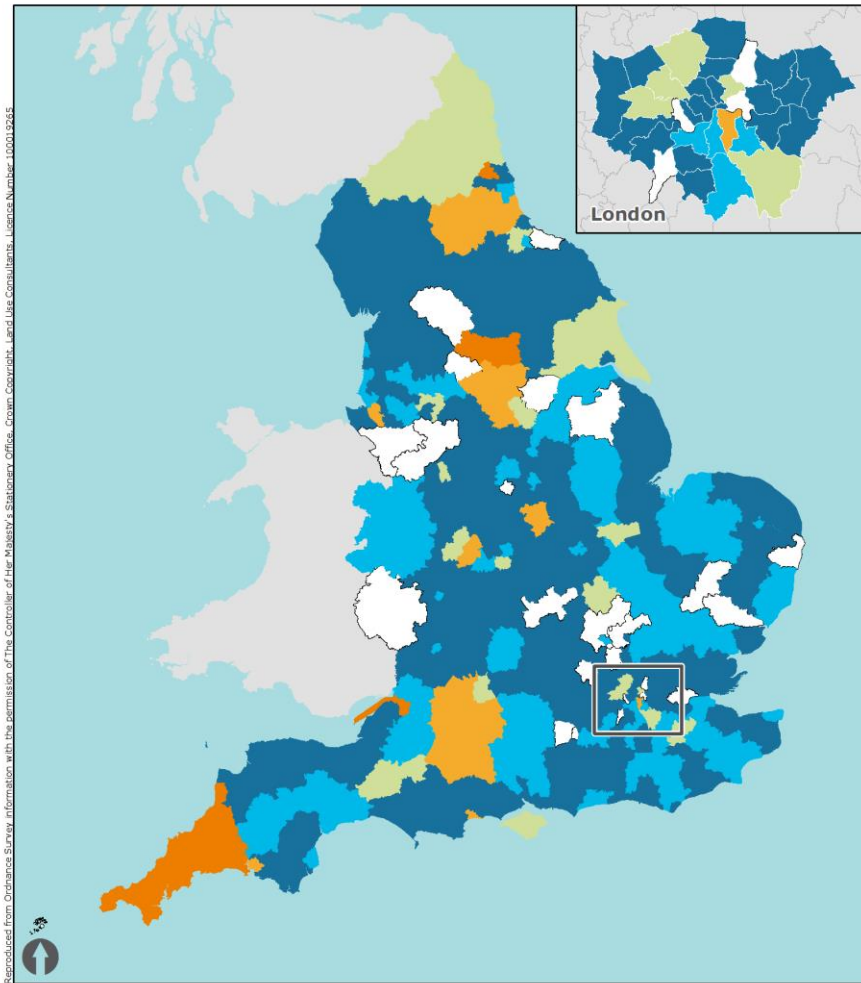 London
Reproduced from Ordnance Survey information with the permission of The Controller of Her Majesty's Stationery Office, Crown Copyright, Land Use Consultants, Licence Number 100019265